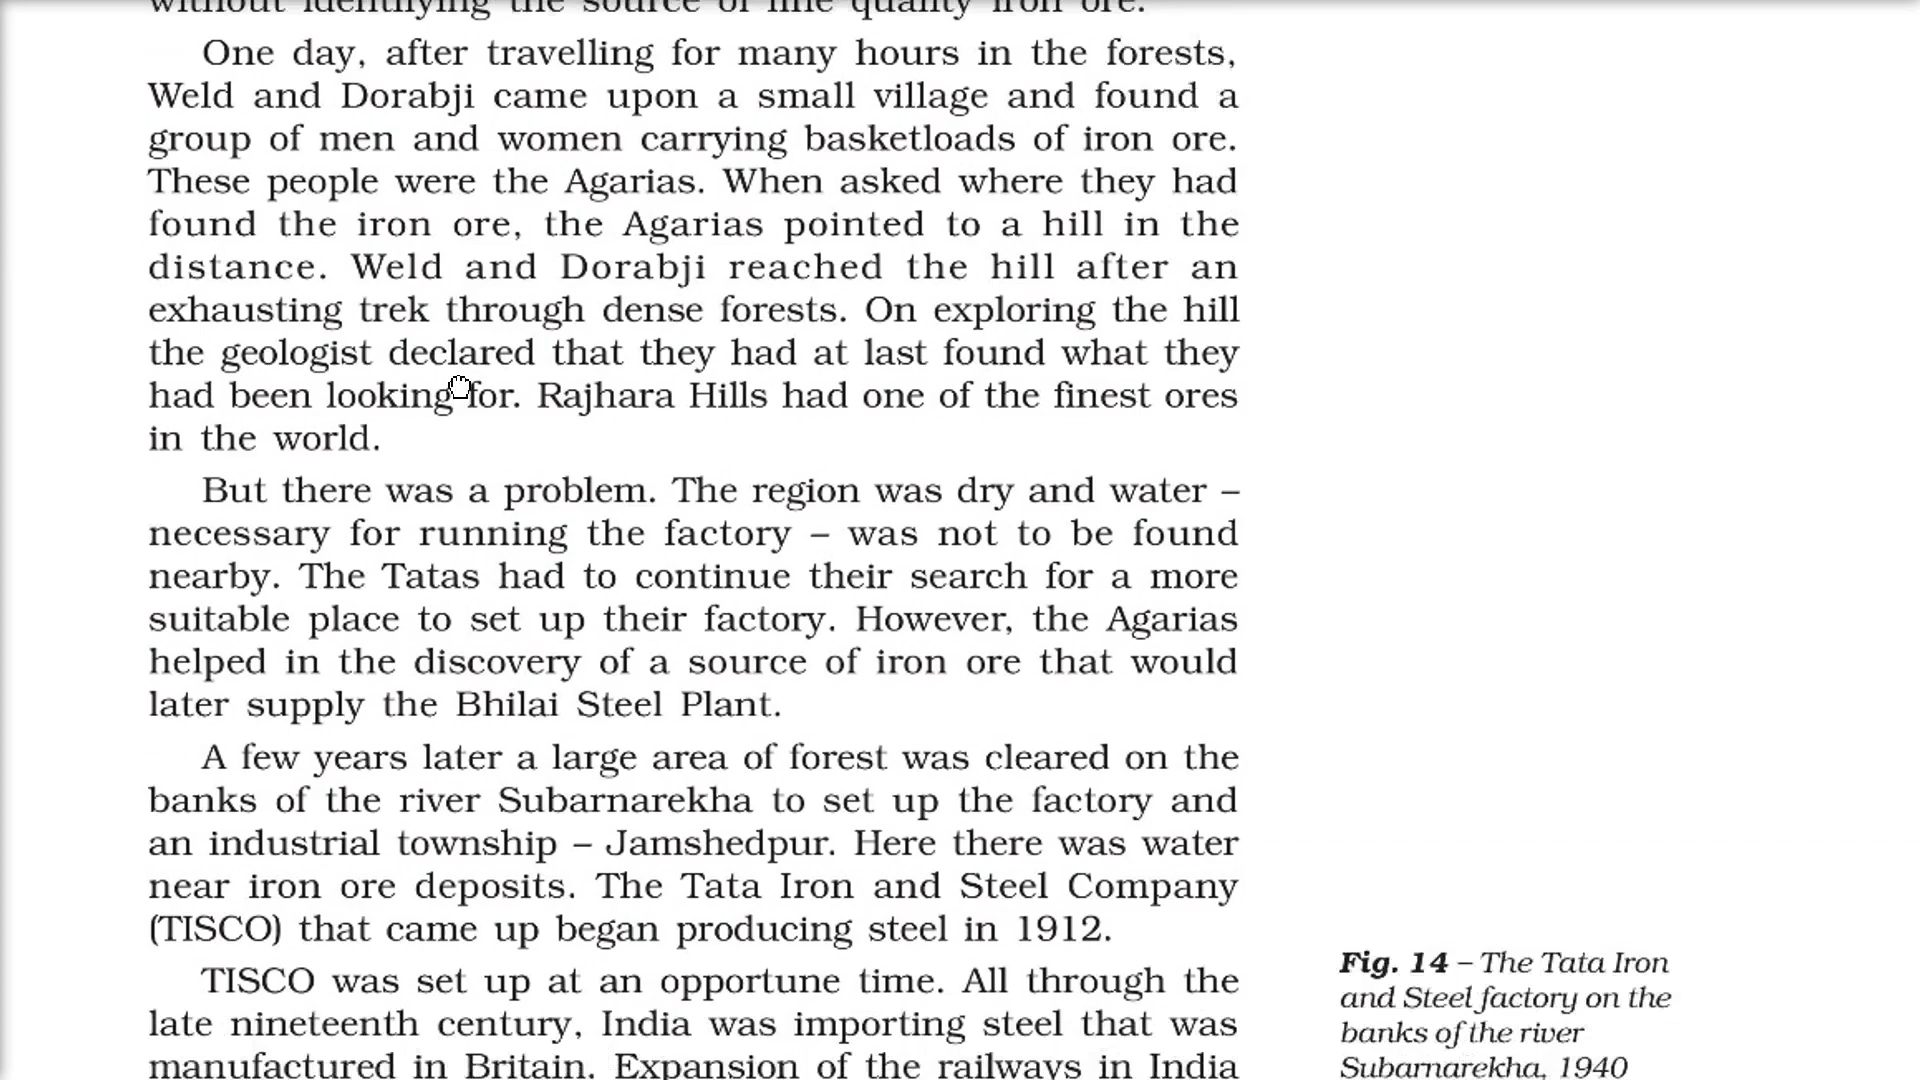 without identifying the source of fine quality iron ore.
One day, after travelling for many hours in the forests,
Weld and Dorabji came upon a small village and found a
group of men and women carrying basketloads of iron ore.
These people were the Agarias. When asked where they had
found the iron ore, the Agarias pointed to a hill in the
distance. Weld and Dorabji reached the hill after an
exhausting trek through dense forests. On exploring the hill
the geologist declared that they had at last found what they
had been looking for. Rajhara Hills had one of the finest ores
in the world.
But there was a problem. The region was dry and water –
necessary for running the factory – was not to be found
nearby. The Tatas had to continue their search for a more
suitable place to set up their factory. However, the Agarias
helped in the discovery of a source of iron ore that would
later supply the Bhilai Steel Plant.
A few years later a large area of forest was cleared on the
banks of the river Subarnarekha to set up the factory and
an industrial township – Jamshedpur. Here there was water
near iron ore deposits. The Tata Iron and Steel Company
(TISCO) that came up began producing steel in 1912.
TISCO was set up at an opportune time. All through the
late nineteenth century, India was importing steel that was
manufactured in Britain. Expansion of the railways in India
Fig. 14 – The Tata Iron
and Steel factory on the
banks of the river
Subarnarekha, 1940